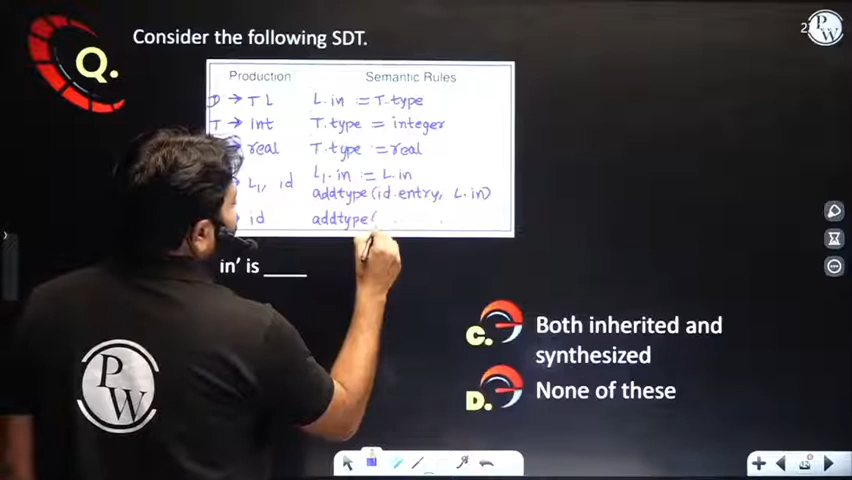 Q.
Consider the following SDT.
PW
Production Semantic Rules
D → T L L.in := T.type
T → Int T.type = integer
real T.type := real
L1, id L1.in := L.in
addtype(id.entry, L.in)
id addtype(
in' is ____
C. Both inherited and
synthesized
D. None of these
PW